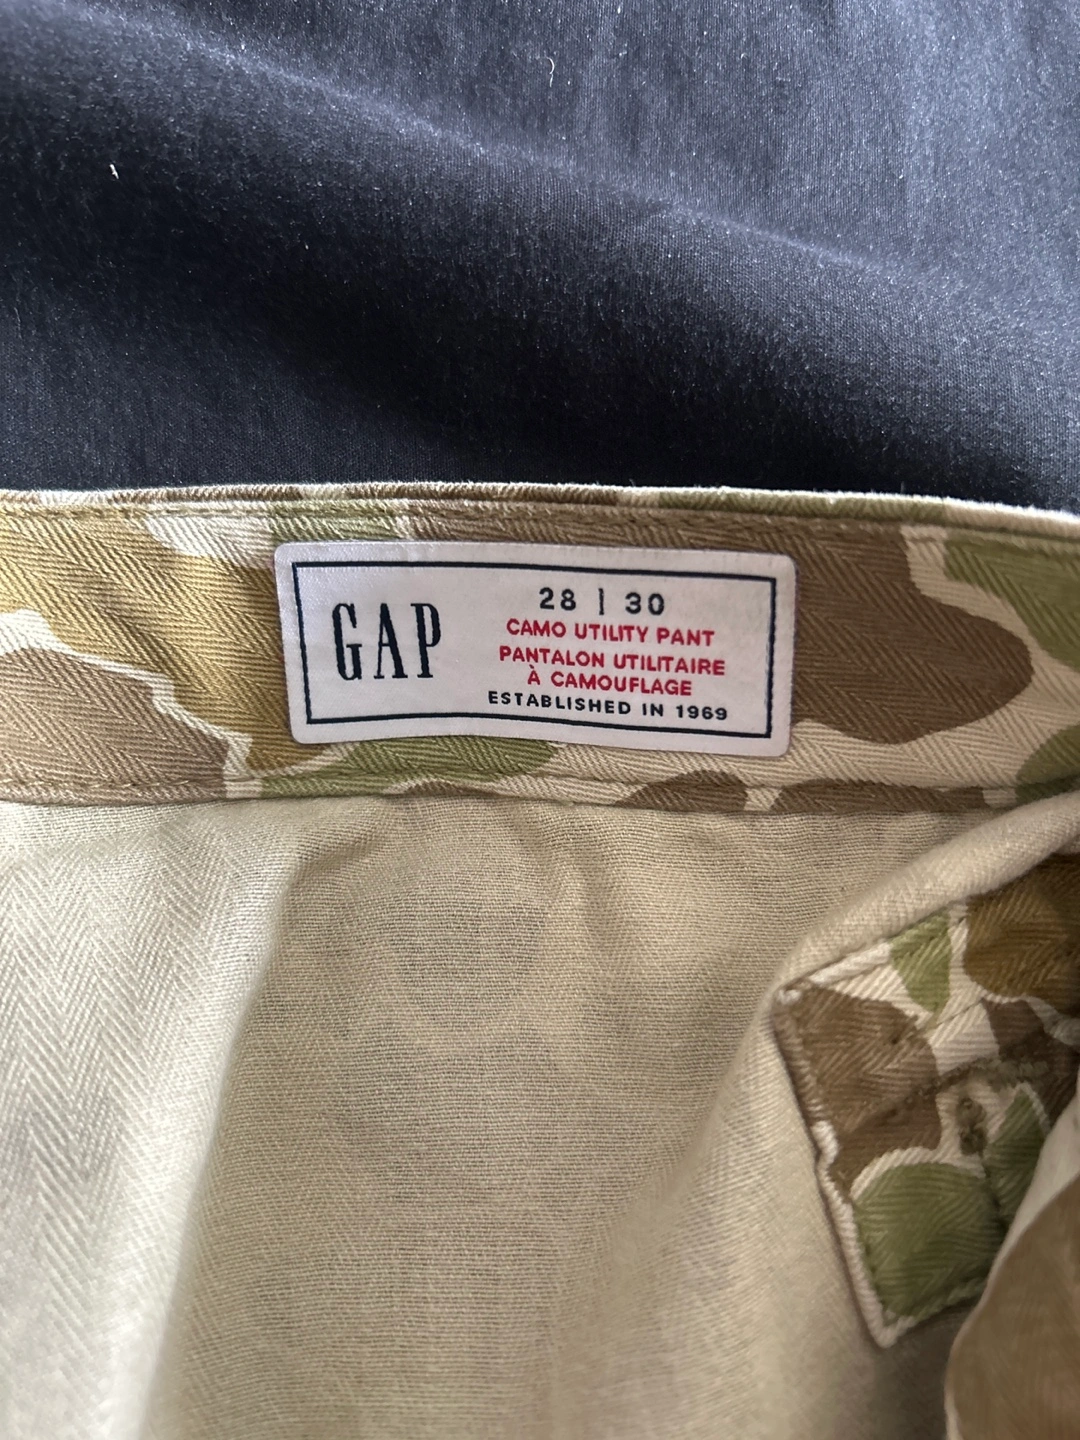 GAP
28 | 30
CAMO UTILITY PANT
PANTALON UTILITAIRE
À CAMOUFLAGE
ESTABLISHED IN 1969